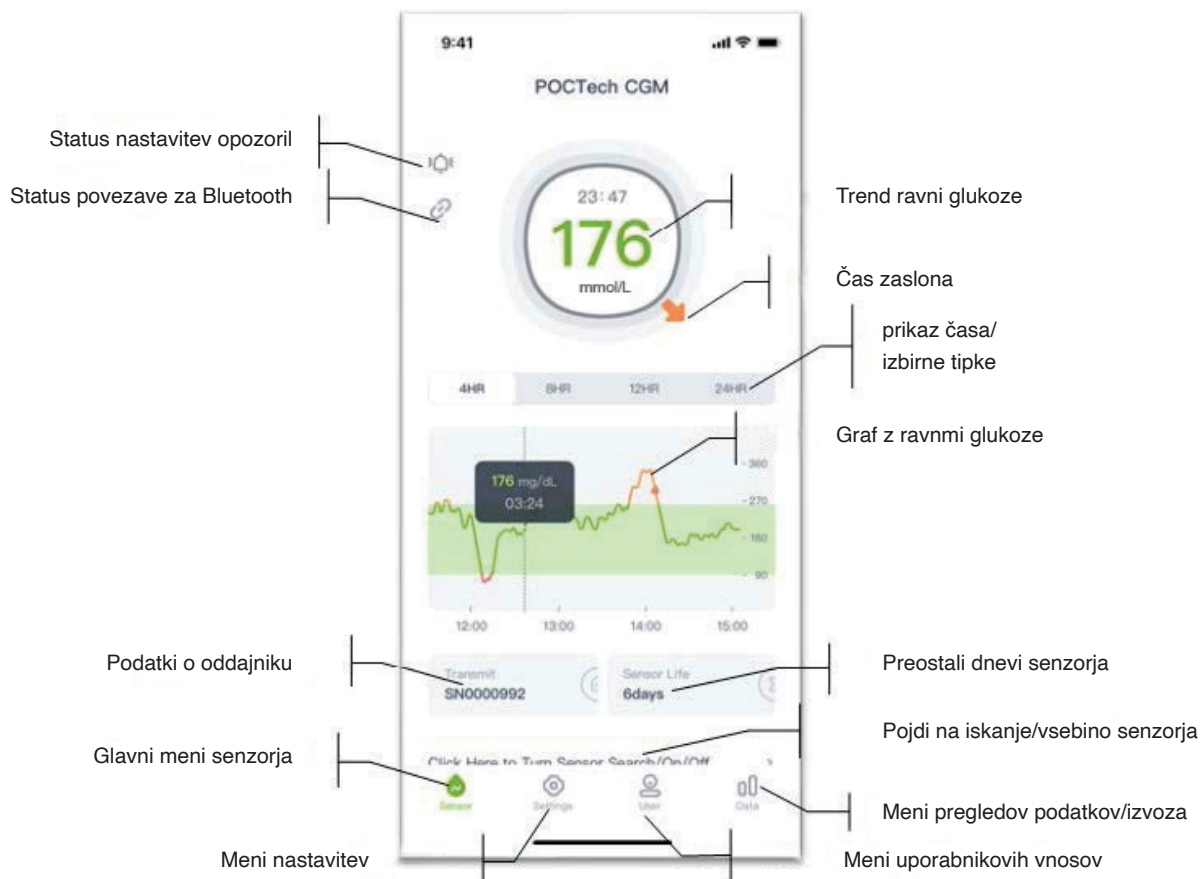 9:41
POCTech CGM
Status nastavitev opozoril
Status povezave za Bluetooth
23:47
176
mmol/L
Trend ravni glukoze
Čas zaslona
prikaz časa/
izbirne tipke
4HR 8HR 12HR 24HR
Graf z ravnmi glukoze
176 mg/dL
03:24
- 360
- 270
- 180
- 90
12:00 13:00 14:00 15:00
Podatki o oddajniku
Transmit
SN0000992
Sensor Life
6days
Preostali dnevi senzorja
Pojdi na iskanje/vsebino senzorja
Glavni meni senzorja
Click Here to Turn Sensor Search/On/Off
Sensor Settings User Data
Meni pregledov podatkov/izvoza
Meni nastavitev
Meni uporabnikovih vnosov